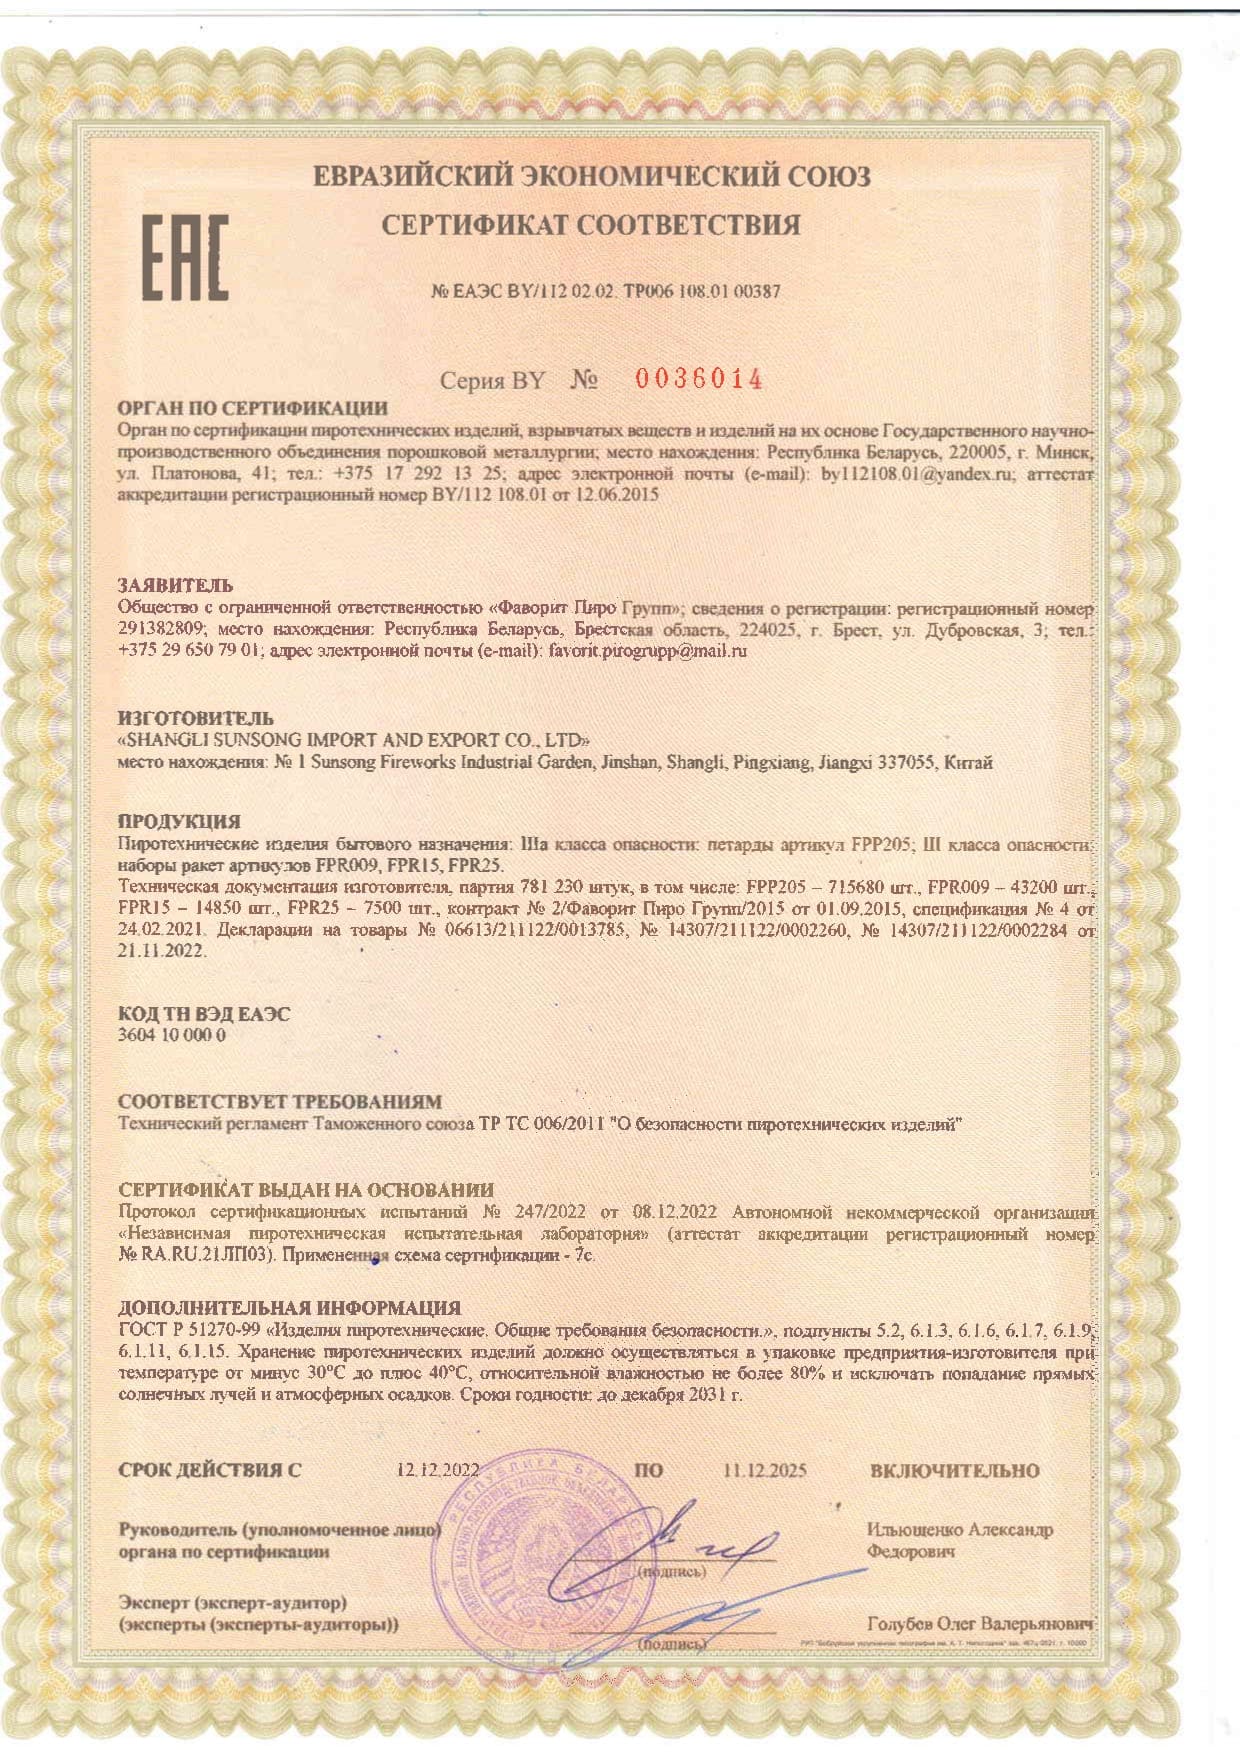 ЕВРАЗИЙСКИЙ ЭКОНОМИЧЕСКИЙ СОЮЗ
СЕРТИФИКАТ СООТВЕТСТВИЯ
ЕАС
№ ЕАЭС BY/112 02.02. ТР006 108.01 00387
Серия BY № 0036014
ОРГАН ПО СЕРТИФИКАЦИИ
Орган по сертификации пиротехнических изделий, взрывчатых веществ и изделий на их основе Государственного научно-
производственного объединения порошковой металлургии; место нахождения: Республика Беларусь, 220005, г. Минск,
ул. Платонова, 41; тел.: +375 17 292 13 25; адрес электронной почты (e-mail): by112108.01@yandex.ru; аттестат
аккредитации регистрационный номер BY/112 108.01 от 12.06.2015
ЗАЯВИТЕЛЬ
Общество с ограниченной ответственностью «Фаворит Пиро Групп»; сведения о регистрации: регистрационный номер
291382809; место нахождения: Республика Беларусь, Брестская область, 224025, г. Брест, ул. Дубровская, 3; тел.:
+375 29 650 79 01; адрес электронной почты (e-mail): favorit.pirogrupp@mail.ru
ИЗГОТОВИТЕЛЬ
«SHANGLI SUNSONG IMPORT AND EXPORT CO., LTD»
место нахождения: № 1 Sunsong Fireworks Industrial Garden, Jinshan, Shangli, Pingxiang, Jiangxi 337055, Китай
ПРОДУКЦИЯ
Пиротехнические изделия бытового назначения: IIIа класса опасности: петарды артикул FPP205; III класса опасности:
наборы ракет артикулов FPR009, FPR15, FPR25.
Техническая документация изготовителя, партия 781 230 штук, в том числе: FPP205 – 715680 шт., FPR009 – 43200 шт.,
FPR15 – 14850 шт., FPR25 – 7500 шт., контракт № 2/Фаворит Пиро Групп/2015 от 01.09.2015, спецификация № 4 от
24.02.2021. Декларации на товары № 06613/211122/0013785, № 14307/211122/0002260, № 14307/211122/0002284 от
21.11.2022.
КОД ТН ВЭД ЕАЭС
3604 10 000 0
СООТВЕТСТВУЕТ ТРЕБОВАНИЯМ
Технический регламент Таможенного союза ТР ТС 006/2011 "О безопасности пиротехнических изделий"
СЕРТИФИКАТ ВЫДАН НА ОСНОВАНИИ
Протокол сертификационных испытаний № 247/2022 от 08.12.2022 Автономной некоммерческой организации
«Независимая пиротехническая испытательная лаборатория» (аттестат аккредитации регистрационный номер
№ RA.RU.21ЛП03). Примененная схема сертификации - 7с.
ДОПОЛНИТЕЛЬНАЯ ИНФОРМАЦИЯ
ГОСТ Р 51270-99 «Изделия пиротехнические. Общие требования безопасности.», подпункты 5.2, 6.1.3, 6.1.6, 6.1.7, 6.1.9,
6.1.11, 6.1.15. Хранение пиротехнических изделий должно осуществляться в упаковке предприятия-изготовителя при
температуре от минус 30°C до плюс 40°C, относительной влажностью не более 80% и исключать попадание прямых
солнечных лучей и атмосферных осадков. Сроки годности: до декабря 2031 г.
СРОК ДЕЙСТВИЯ С 12.12.2022 ПО 11.12.2025 ВКЛЮЧИТЕЛЬНО
Руководитель (уполномоченное лицо) Ильющенко Александр
органа по сертификации Федорович
(подпись)
Эксперт (эксперт-аудитор)
(эксперты (эксперты-аудиторы)) Голубов Олег Валерьянович
(подпись)
РЕСПУБЛИКА БЕЛАРУСЬ